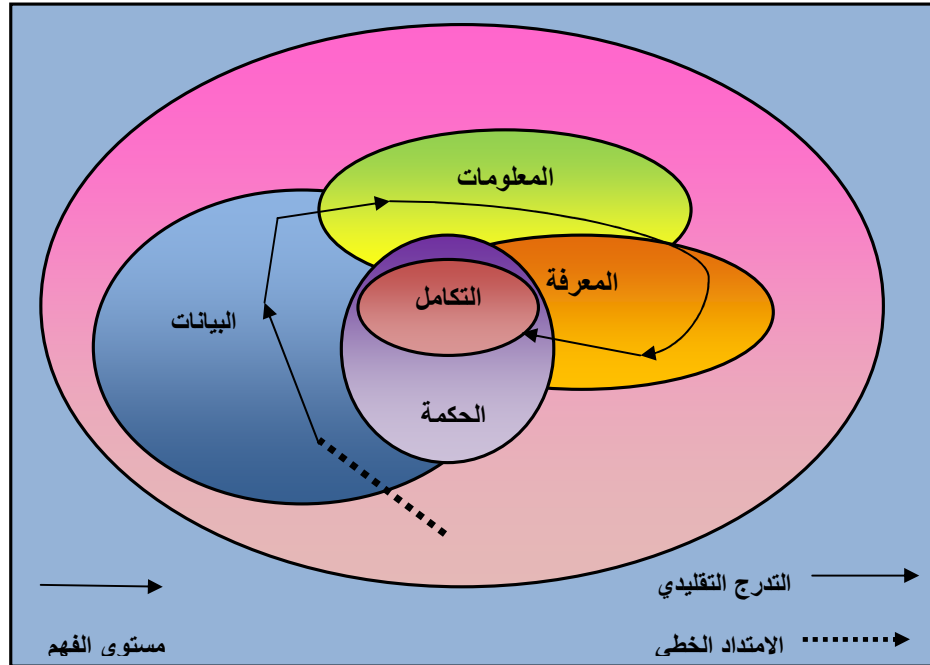 المعلومات
المعرفة
التكامل
البيانات
الحكمة
التدرج التقليدي
مستوى الفهم
الامتداد الخطي